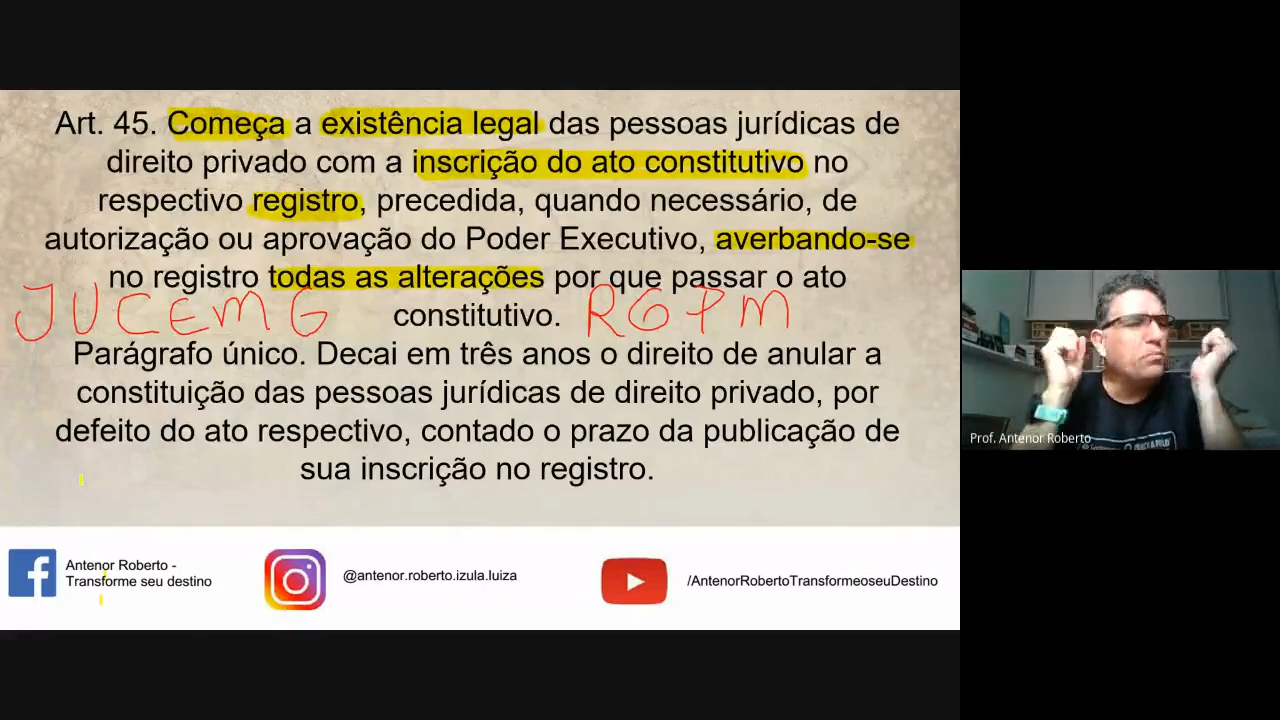 Art. 45. Começa a existência legal das pessoas jurídicas de
direito privado com a inscrição do ato constitutivo no
respectivo registro, precedida, quando necessário, de
autorização ou aprovação do Poder Executivo, averbando-se
no registro todas as alterações por que passar o ato
JUCEMG constitutivo. RGPM
Parágrafo único. Decai em três anos o direito de anular a
constituição das pessoas jurídicas de direito privado, por
defeito do ato respectivo, contado o prazo da publicação de
sua inscrição no registro.
Antenor Roberto -
Transforme seu destino
@antenor.roberto.izula.luiza
/AntenorRobertoTransformeoseuDestino
Prof. Antenor Roberto